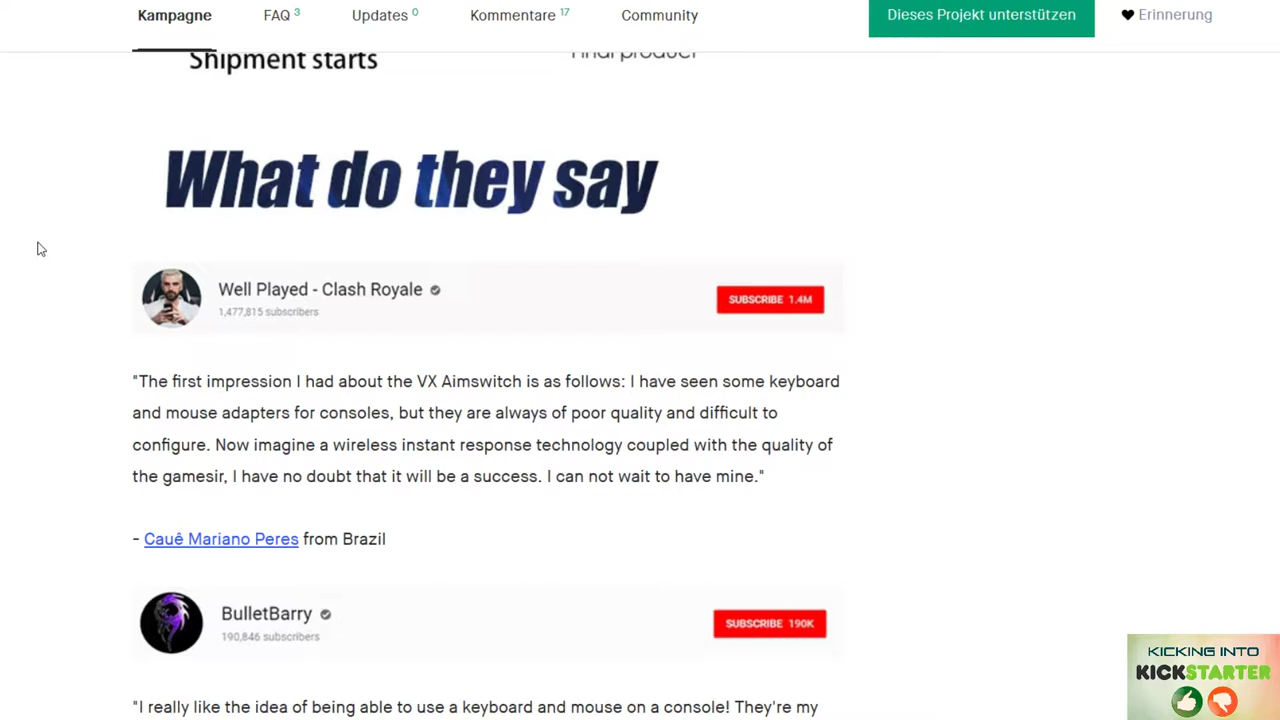 Kampagne
FAQ 3
Updates 0
Kommentare 17
Community
Dieses Projekt unterstützen
Erinnerung
Shipment starts
Final product
What do they say
Well Played - Clash Royale
1,477,815 subscribers
SUBSCRIBE 1.4M
"The first impression I had about the VX Aimswitch is as follows: I have seen some keyboard
and mouse adapters for consoles, but they are always of poor quality and difficult to
configure. Now imagine a wireless instant response technology coupled with the quality of
the gamesir, I have no doubt that it will be a success. I can not wait to have mine."
- Cauê Mariano Peres from Brazil
BulletBarry
190,846 subscribers
SUBSCRIBE 190K
"I really like the idea of being able to use a keyboard and mouse on a console! They're my
KICKING INTO
KICKSTARTER